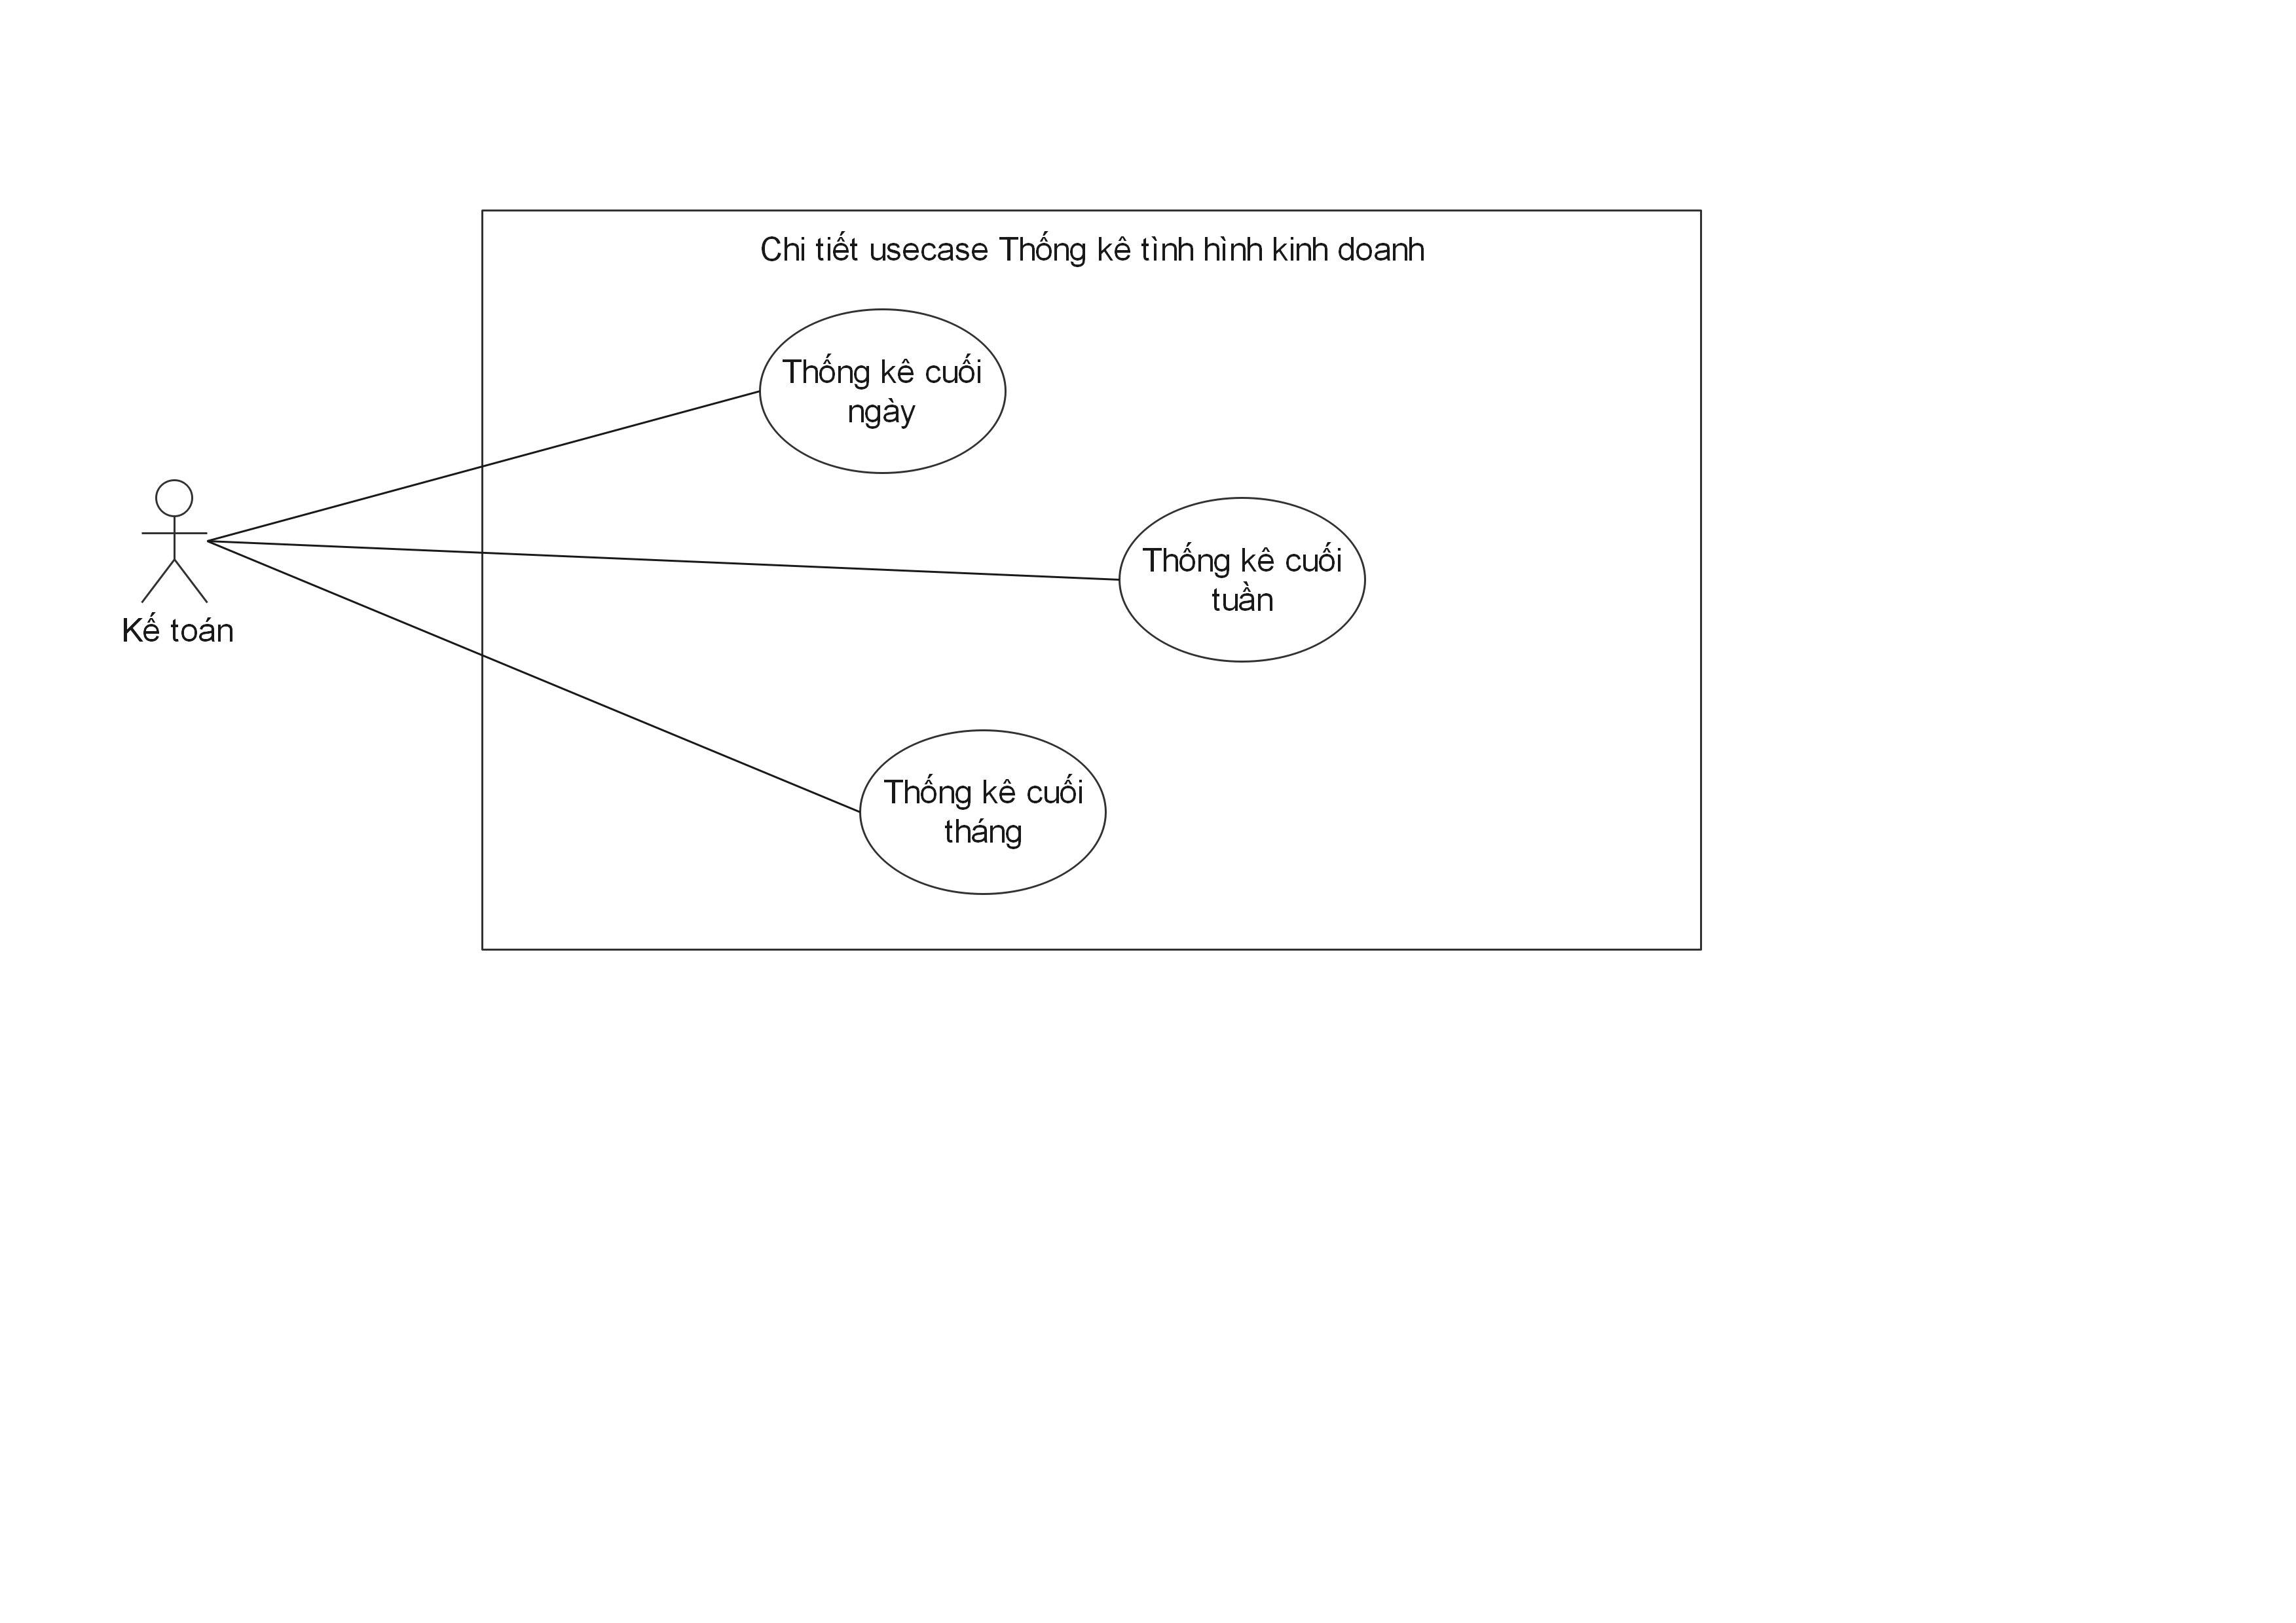 Chi tiết usecase Thống kê tình hình kinh doanh
Thống kê cuối
ngày
Thống kê cuối
tuần
Kế toán
Thống kê cuối
tháng